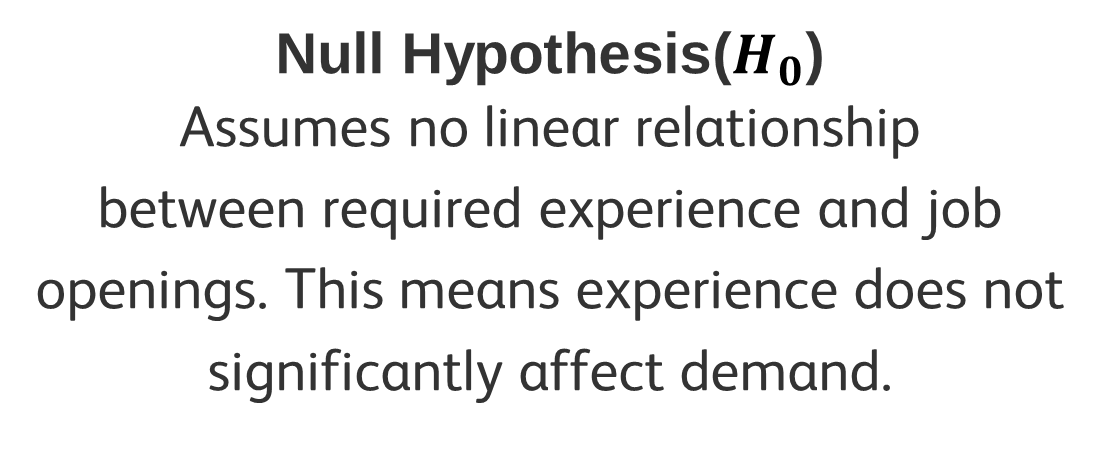 Null Hypothesis(H₀)
Assumes no linear relationship
between required experience and job
openings. This means experience does not
significantly affect demand.